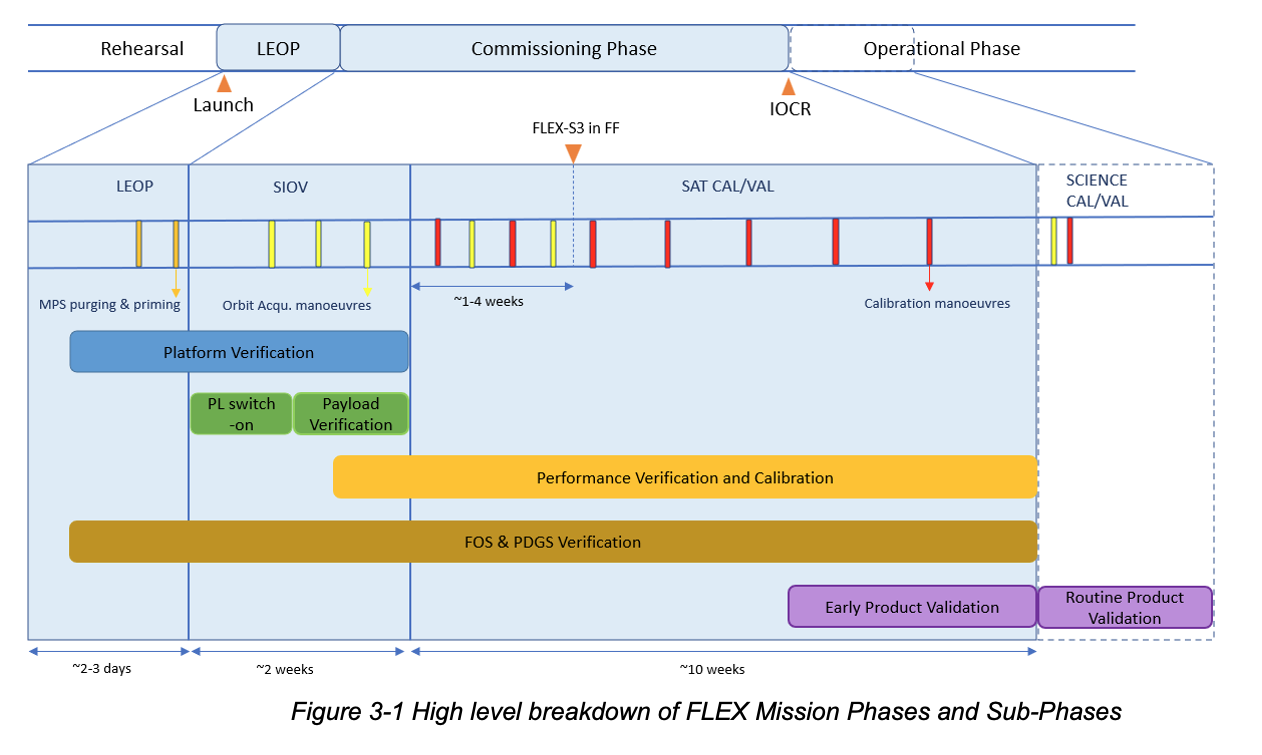 Rehearsal
LEOP
Commissioning Phase
Operational Phase
Launch
IOCR
FLEX-S3 in FF
LEOP
SIOV
SAT CAL/VAL
SCIENCE
CAL/VAL
MPS purging & priming
Orbit Acqu. manoeuvres
~1-4 weeks
Calibration manoeuvres
Platform Verification
PL switch
-on
Payload
Verification
Performance Verification and Calibration
FOS & PDGS Verification
Early Product Validation
Routine Product
Validation
~2-3 days
~2 weeks
~10 weeks
Figure 3-1 High level breakdown of FLEX Mission Phases and Sub-Phases